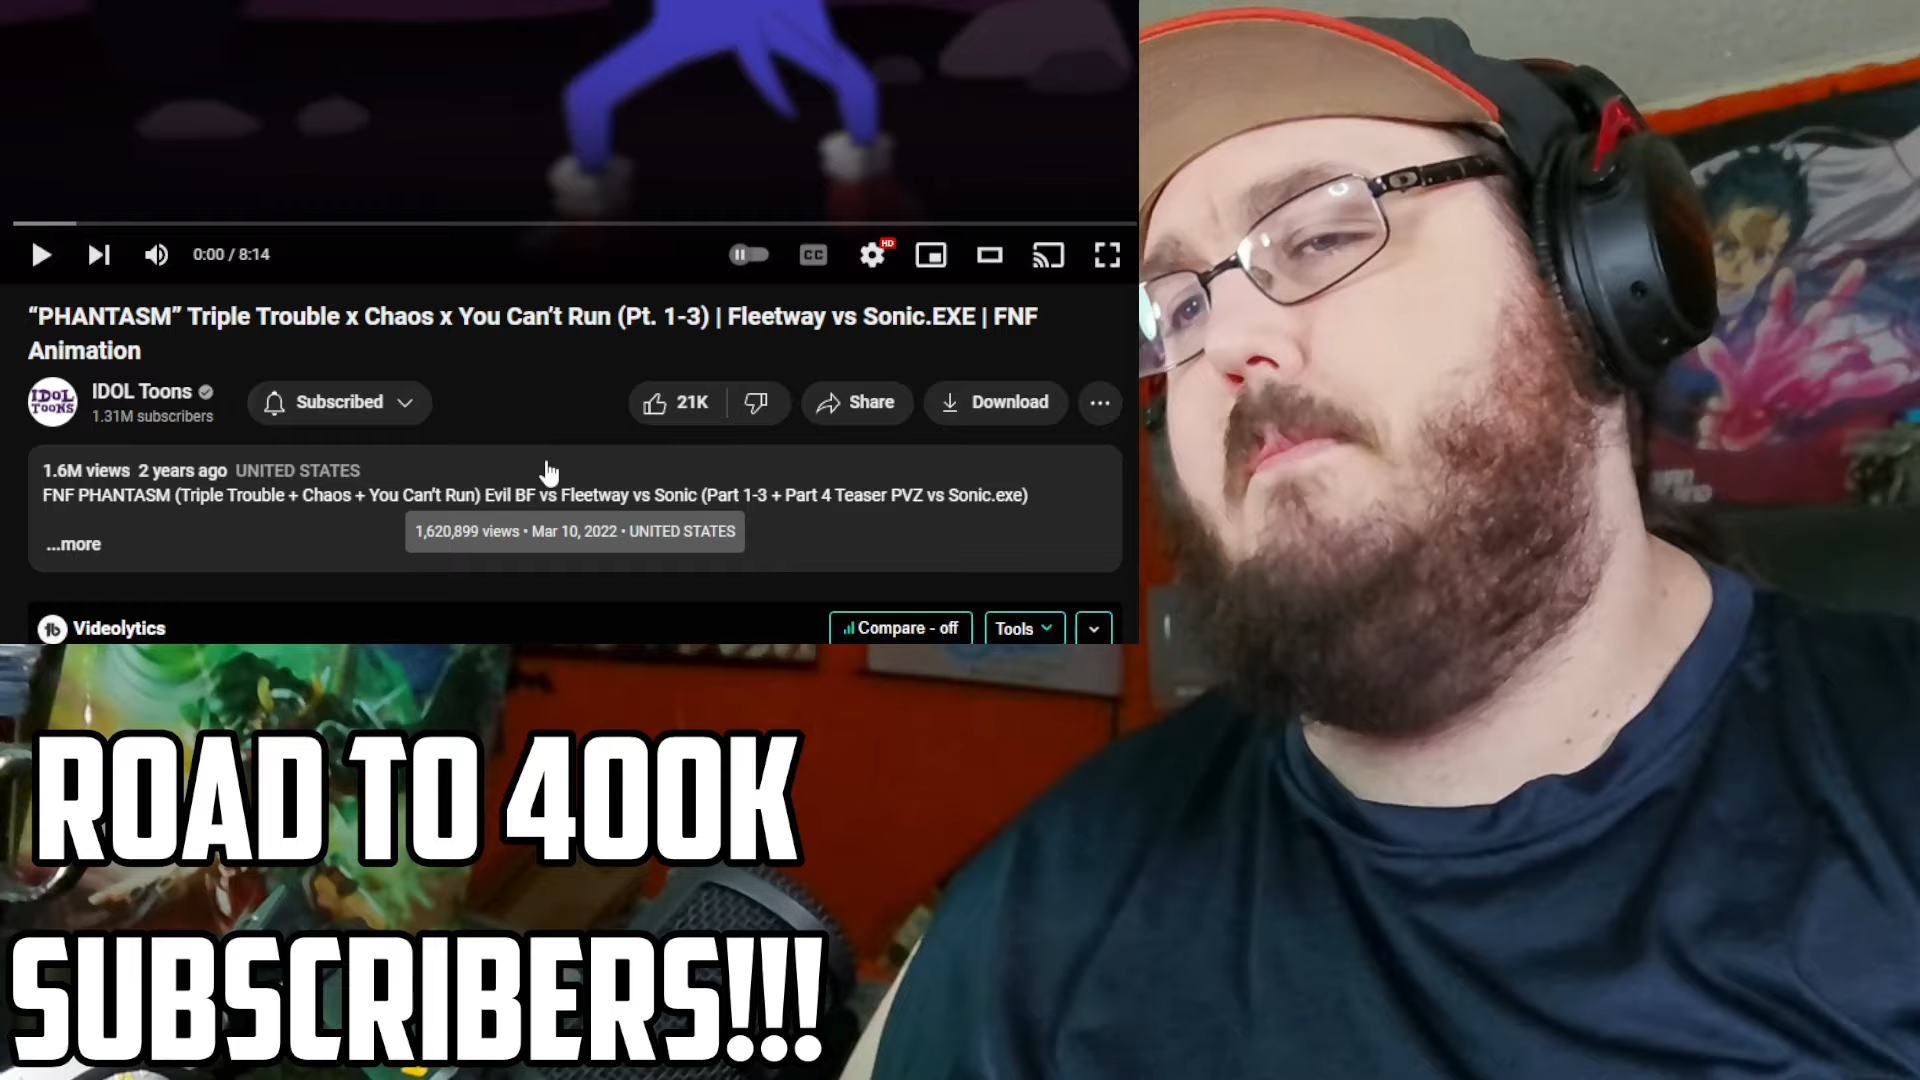 0:00 / 8:14
CC
HD
“PHANTASM” Triple Trouble x Chaos x You Can’t Run (Pt. 1-3) | Fleetway vs Sonic.EXE | FNF
Animation
IDOL TOONS
IDOL Toons
1.31M subscribers
Subscribed
21K
Share
Download
1.6M views 2 years ago UNITED STATES
FNF PHANTASM (Triple Trouble + Chaos + You Can’t Run) Evil BF vs Fleetway vs Sonic (Part 1-3 + Part 4 Teaser PVZ vs Sonic.exe)
1,620,899 views • Mar 10, 2022 • UNITED STATES
...more
Videolytics
Compare - off
Tools
ROAD TO 400K
SUBSCRIBERS!!!